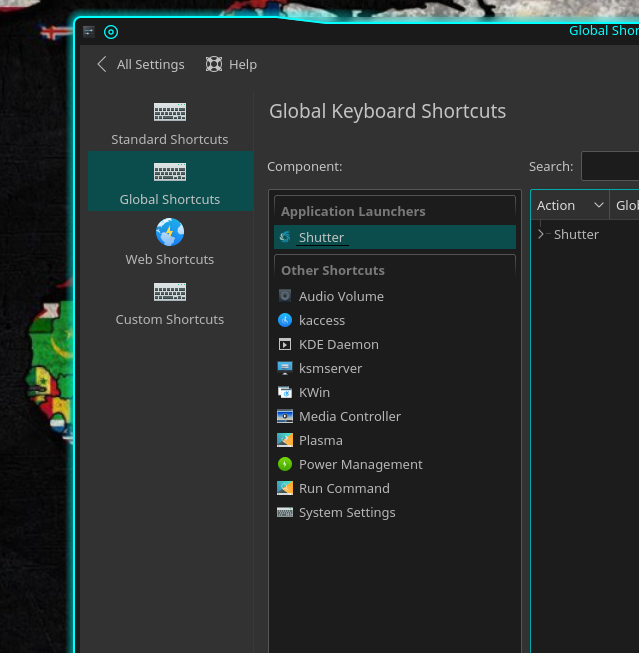 Global Shor
All Settings
Help
Standard Shortcuts
Global Shortcuts
Web Shortcuts
Custom Shortcuts
Global Keyboard Shortcuts
Component:
Search:
Application Launchers
Shutter
Other Shortcuts
Audio Volume
kaccess
KDE Daemon
ksmserver
KWin
Media Controller
Plasma
Power Management
Run Command
System Settings
Action
Glo
Shutter